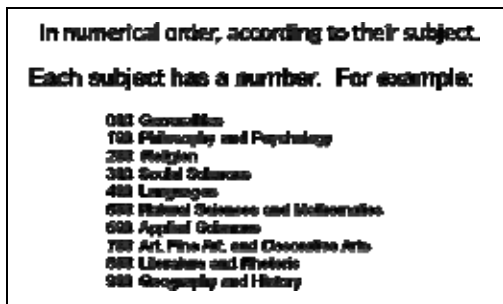 In numerical order, according to their subject.
Each subject has a number. For example:
000 Generalities
100 Philosophy and Psychology
200 Religion
300 Social Sciences
400 Languages
500 Natural Sciences and Mathematics
600 Applied Sciences
700 Art, Fine Art, and Decorative Arts
800 Literature and Rhetoric
900 Geography and History